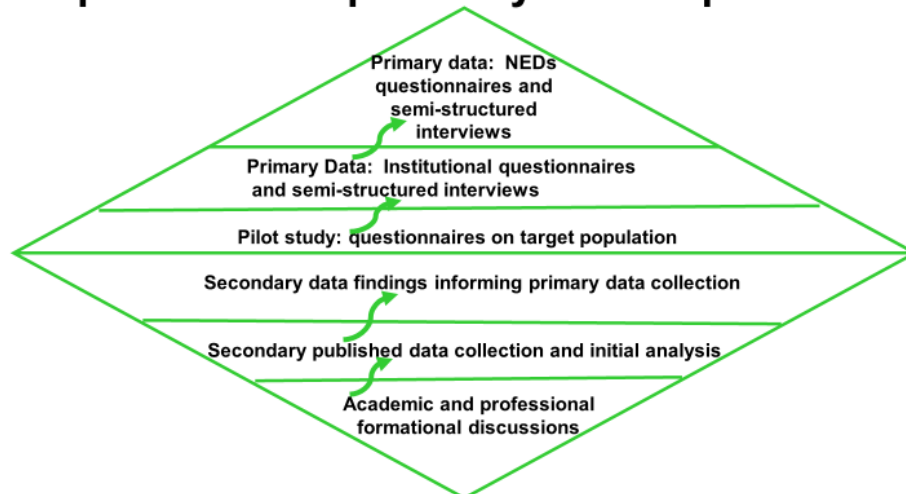 Primary data: NEDs
questionnaires and
semi-structured
interviews
Primary Data: Institutional questionnaires
and semi-structured interviews
Pilot study: questionnaires on target population
Secondary data findings informing primary data collection
Secondary published data collection and initial analysis
Academic and professional
formational discussions